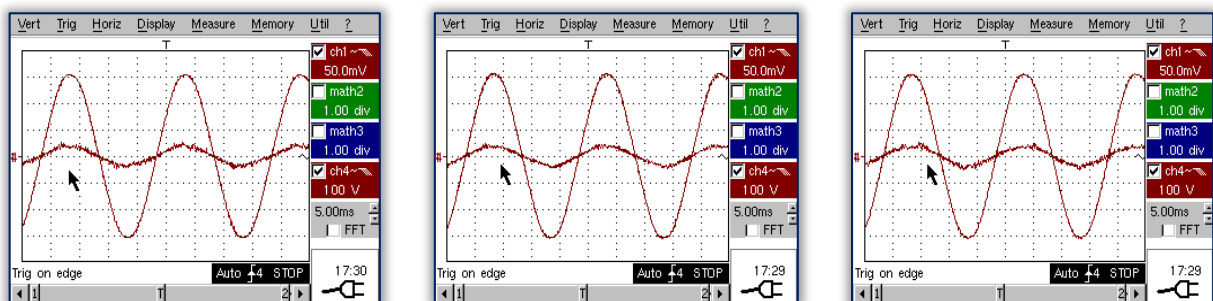 Vert Trig Horiz Display Measure Memory Util ?
T
ch1
50.0mV
math2
1.00 div
math3
1.00 div
ch4
100 V
5.00ms
FFT
Trig on edge Auto 4 STOP 17:30
1 T 2
Vert Trig Horiz Display Measure Memory Util ?
T
ch1
50.0mV
math2
1.00 div
math3
1.00 div
ch4
100 V
5.00ms
FFT
Trig on edge Auto 4 STOP 17:29
1 T 2
Vert Trig Horiz Display Measure Memory Util ?
T
ch1
50.0mV
math2
1.00 div
math3
1.00 div
ch4
100 V
5.00ms
FFT
Trig on edge Auto 4 STOP 17:29
1 T 2